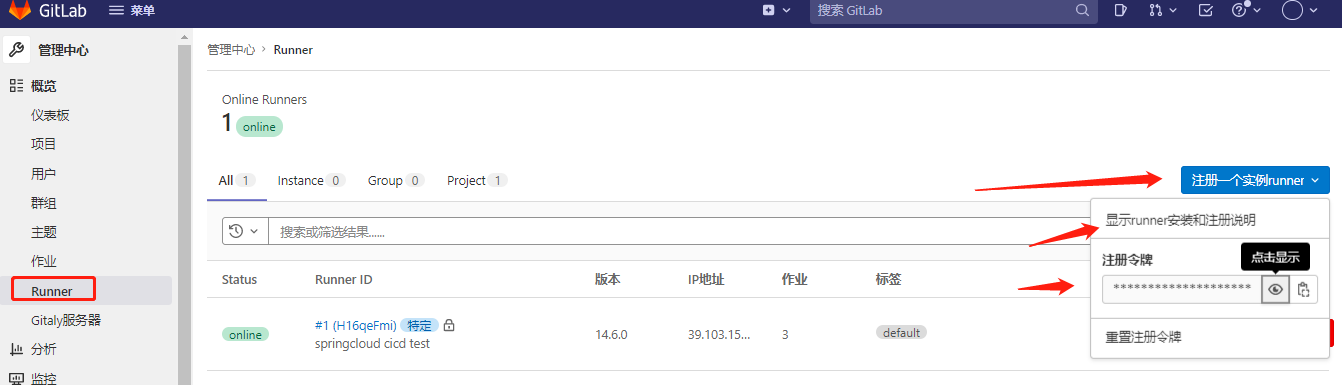 GitLab 菜单 搜索 GitLab
管理中心
概览
仪表板
项目
用户
群组
主题
作业
Runner
Gitaly服务器
分析
监控
管理中心 › Runner
Online Runners
1 online
All 1 Instance 0 Group 0 Project 1
注册一个实例runner
显示runner安装和注册说明
注册令牌
点击显示
********************
重置注册令牌
搜索或筛选结果......
Status Runner ID 版本 IP地址 作业 标签
online #1 (H16qeFmi) 特定 14.6.0 39.103.15... 3 default
springcloud cicd test